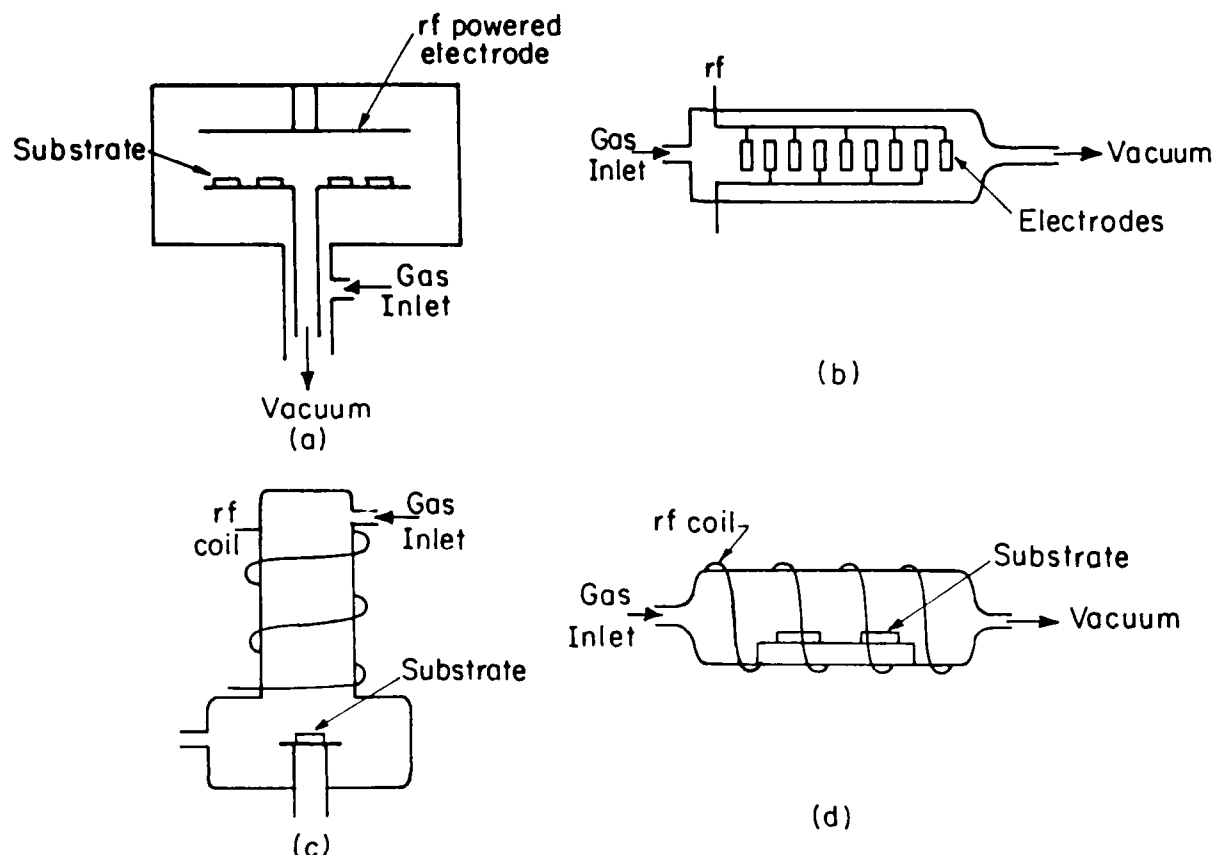 rf powered
electrode
Substrate
Gas
Inlet
Vacuum
(a)
rf
Gas
Inlet
Vacuum
Electrodes
(b)
rf
coil
Gas
Inlet
Substrate
(c)
rf coil
Substrate
Gas
Inlet
Vacuum
(d)